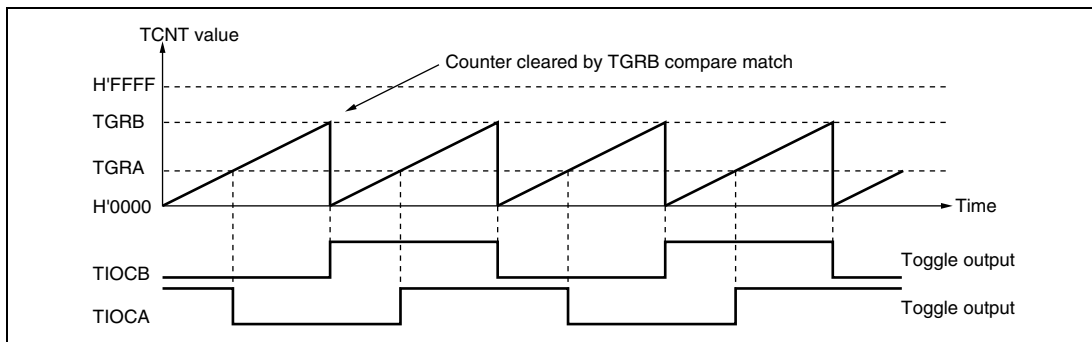 TCNT value
Counter cleared by TGRB compare match
H'FFFF
TGRB
TGRA
H'0000
Time
TIOCB
Toggle output
TIOCA
Toggle output